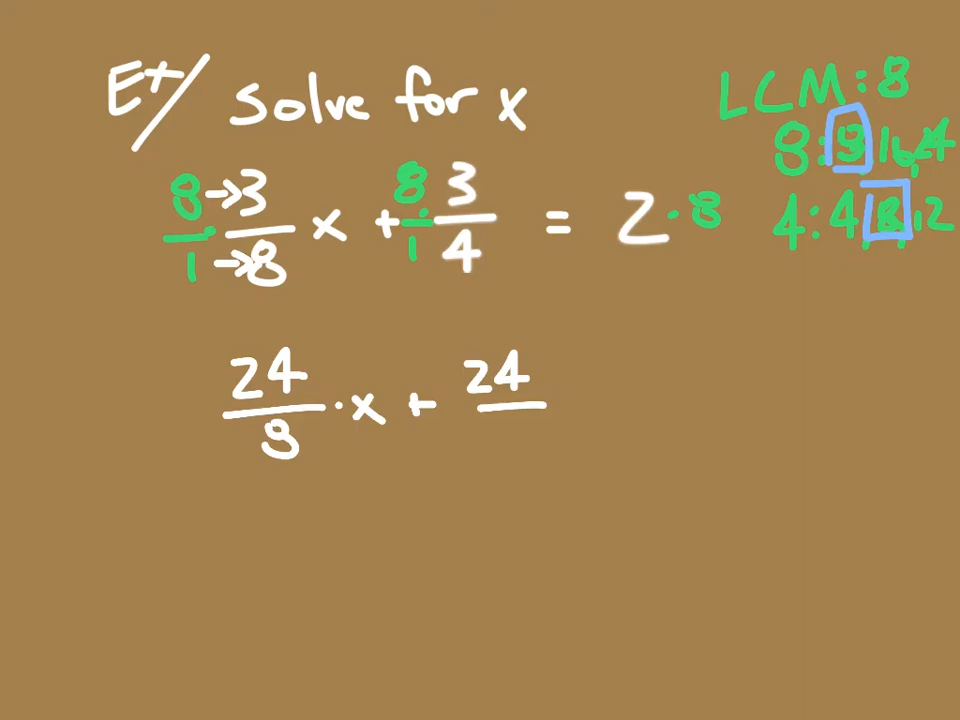 Ex/ Solve for x
LCM: 8
8: 8, 16, 24
4: 4, 8, 12
8/1 · →3/→8 x + 8/1 · 3/4 = 2 · 8
24/8 · x + 24/